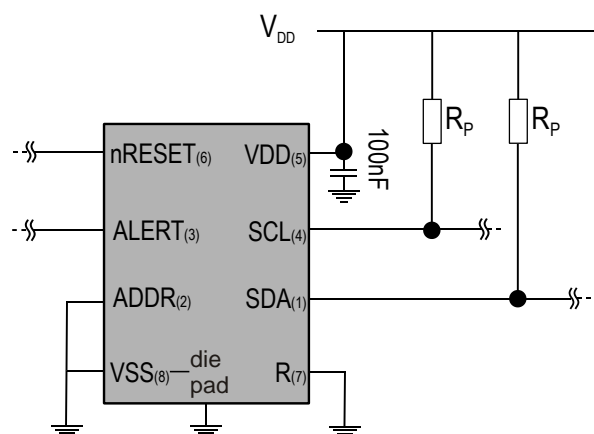 VDD
nRESET(6)
VDD(5)
100nF
RP
RP
ALERT(3)
SCL(4)
ADDR(2)
SDA(1)
VSS(8)
die
pad
R(7)